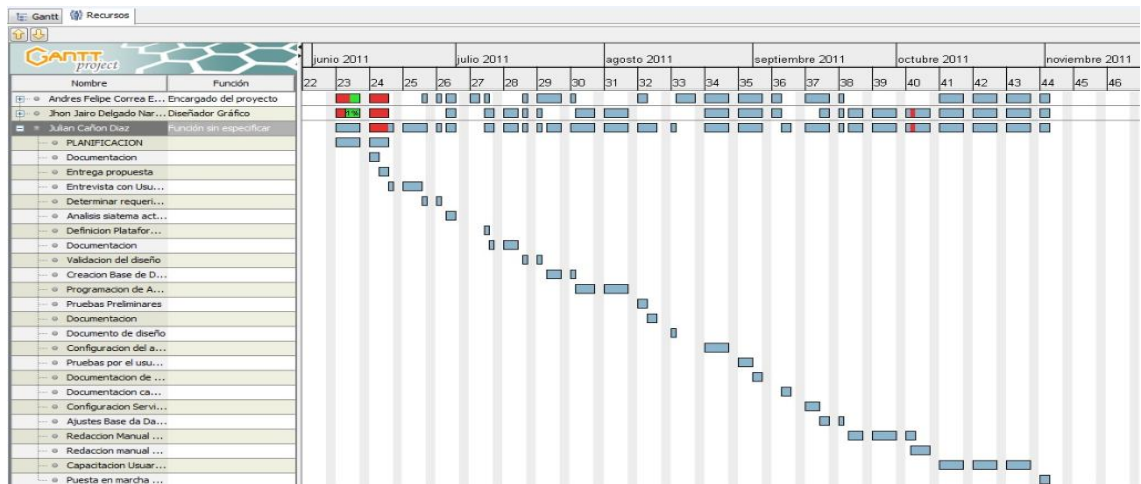 Gantt Recursos
GANTT project
junio 2011 julio 2011 agosto 2011 septiembre 2011 octubre 2011 noviembre 2011
Nombre Función 22 23 24 25 26 27 28 29 30 31 32 33 34 35 36 37 38 39 40 41 42 43 44 45 46
Andres Felipe Correa E... Encargado del proyecto
Jhon Jairo Delgado Nar... Diseñador Gráfico
Julian Cañon Diaz Función sin especificar
PLANIFICACION
Documentacion
Entrega propuesta
Entrevista con Usu...
Determinar requeri...
Analisis siatema act...
Definicion Platafor...
Documentacion
Validacion del diseño
Creacion Base de D...
Programacion de A...
Pruebas Preliminares
Documentacion
Documento de diseño
Configuracion del a...
Pruebas por el usu...
Documentacion de ...
Documentacion ca...
Configuracion Servi...
Ajustes Base da Da...
Redaccion Manual ...
Redaccion manual ...
Capacitacion Usuar...
Puesta en marcha ...